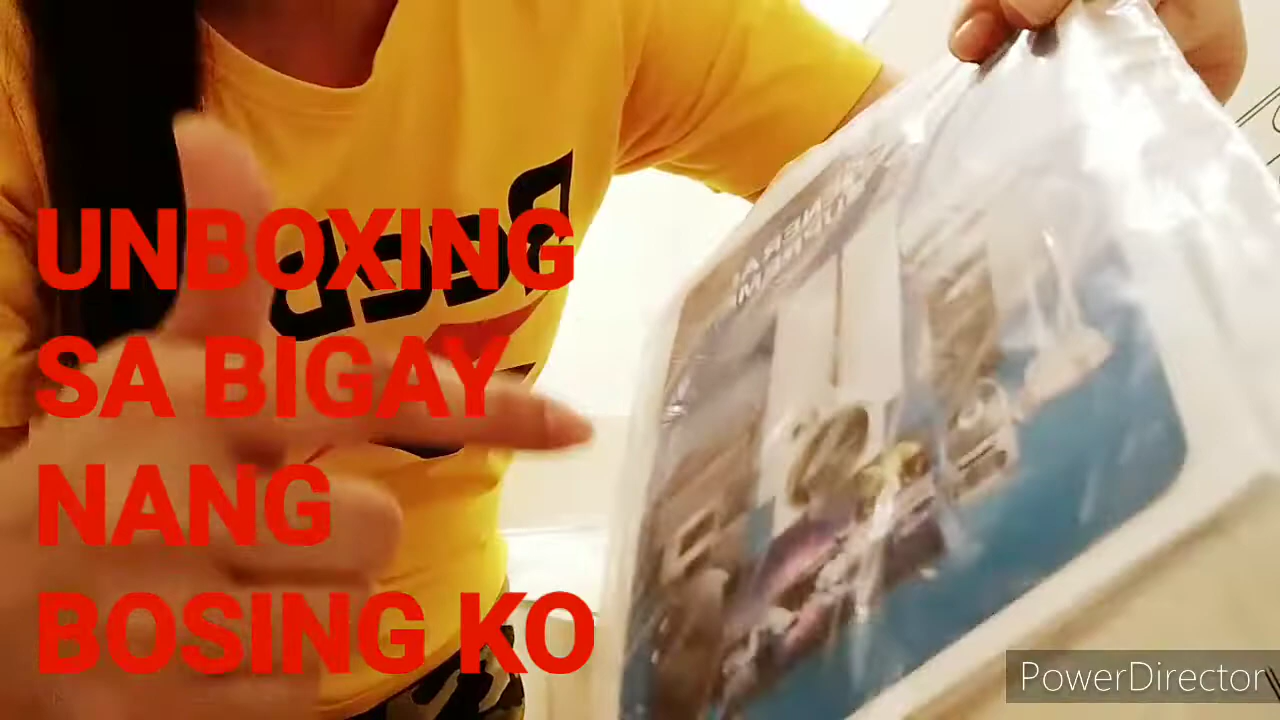 UNBOXING
SA BIGAY
NANG
BOSING KO
PowerDirector